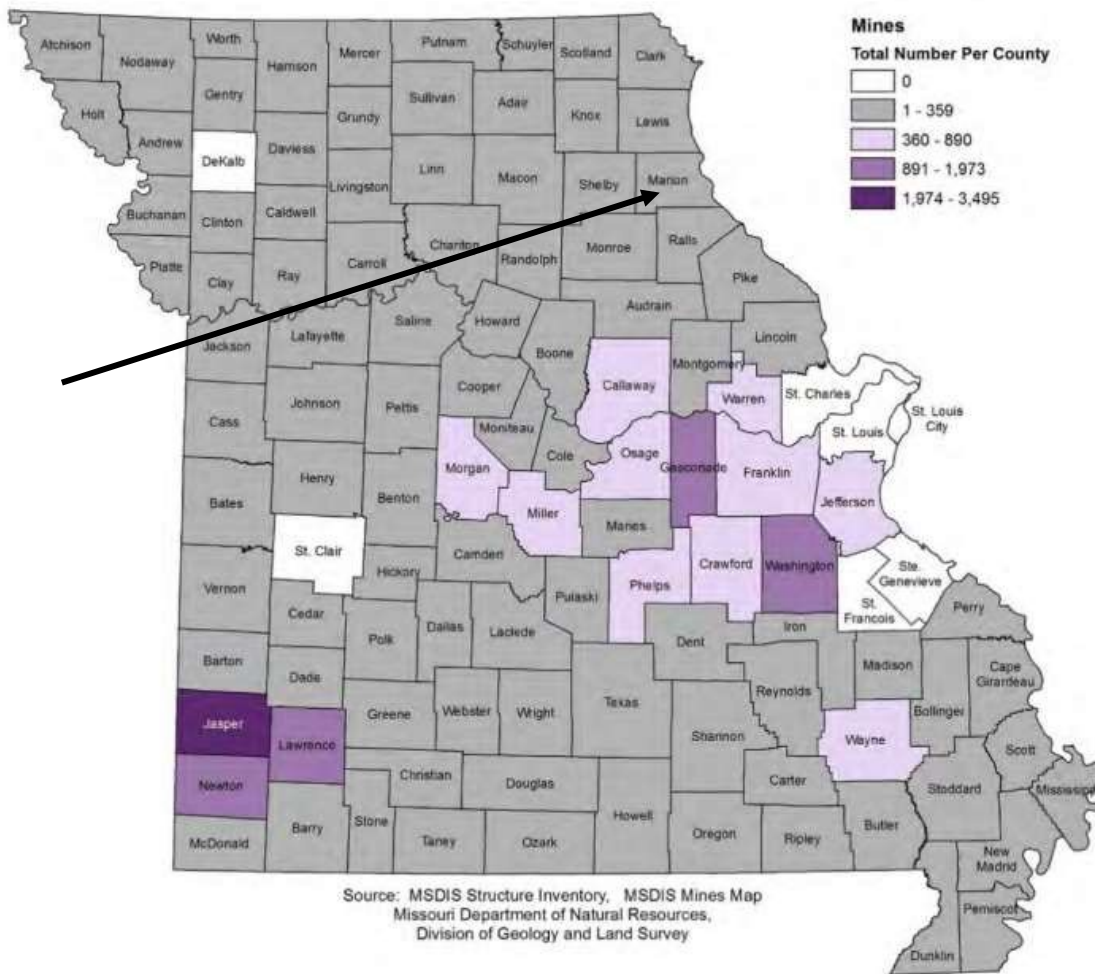 Mines
Total Number Per County
0
1 - 359
360 - 890
891 - 1,973
1,974 - 3,495
Atchison
Nodaway
Worth
Harrison
Mercer
Putnam
Schuyler
Scotland
Clark
Gentry
Sullivan
Adair
Knox
Lewis
Holt
Andrew
DeKalb
Daviess
Grundy
Linn
Macon
Shelby
Marion
Livingston
Buchanan
Clinton
Caldwell
Chariton
Randolph
Monroe
Ralls
Platte
Clay
Ray
Carroll
Pike
Audrain
Saline
Howard
Lafayette
Jackson
Boone
Lincoln
Montgomery
Callaway
Cooper
Warren
St. Charles
Johnson
Pettis
Cass
St. Louis
City
St. Louis
Moniteau
Cole
Osage
Gasconade
Franklin
Morgan
Henry
Benton
Jefferson
Bates
Miller
Maries
St. Clair
Camden
Crawford
Washington
Ste.
Genevieve
Hickory
Phelps
Vernon
Pulaski
St.
Francois
Perry
Cedar
Polk
Dallas
Laclede
Dent
Iron
Barton
Dade
Madison
Cape
Girardeau
Reynolds
Texas
Bollinger
Jasper
Greene
Webster
Wright
Shannon
Wayne
Lawrence
Scott
Newton
Christian
Douglas
Carter
Stoddard
Mississippi
Howell
McDonald
Barry
Stone
Taney
Ozark
Oregon
Ripley
Butler
New
Madrid
Pemiscot
Dunklin
Source: MSDIS Structure Inventory, MSDIS Mines Map
Missouri Department of Natural Resources,
Division of Geology and Land Survey